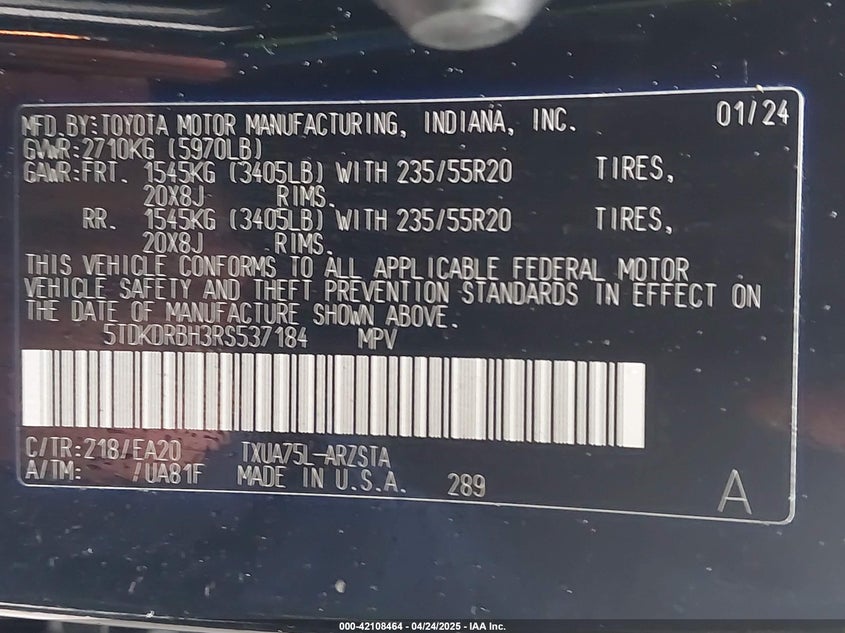 MFD.BY:TOYOTA MOTOR MANUFACTURING, INDIANA, INC. 01/24
GVWR:2710KG (5970LB)
GAWR:FRT. 1545KG (3405LB) WITH 235/55R20 TIRES,
20X8J RIMS.
RR. 1545KG (3405LB) WITH 235/55R20 TIRES,
20X8J RIMS.
THIS VEHICLE CONFORMS TO ALL APPLICABLE FEDERAL MOTOR
VEHICLE SAFETY AND THEFT PREVENTION STANDARDS IN EFFECT ON
THE DATE OF MANUFACTURE SHOWN ABOVE.
5TDKDRBH3RS537184 MPV
C/TR:218/EA20 TXUA75L-ARZSTA
A/TM: /UA81F MADE IN U.S.A. 289
A
000-42108464 - 04/24/2025 - IAA Inc.